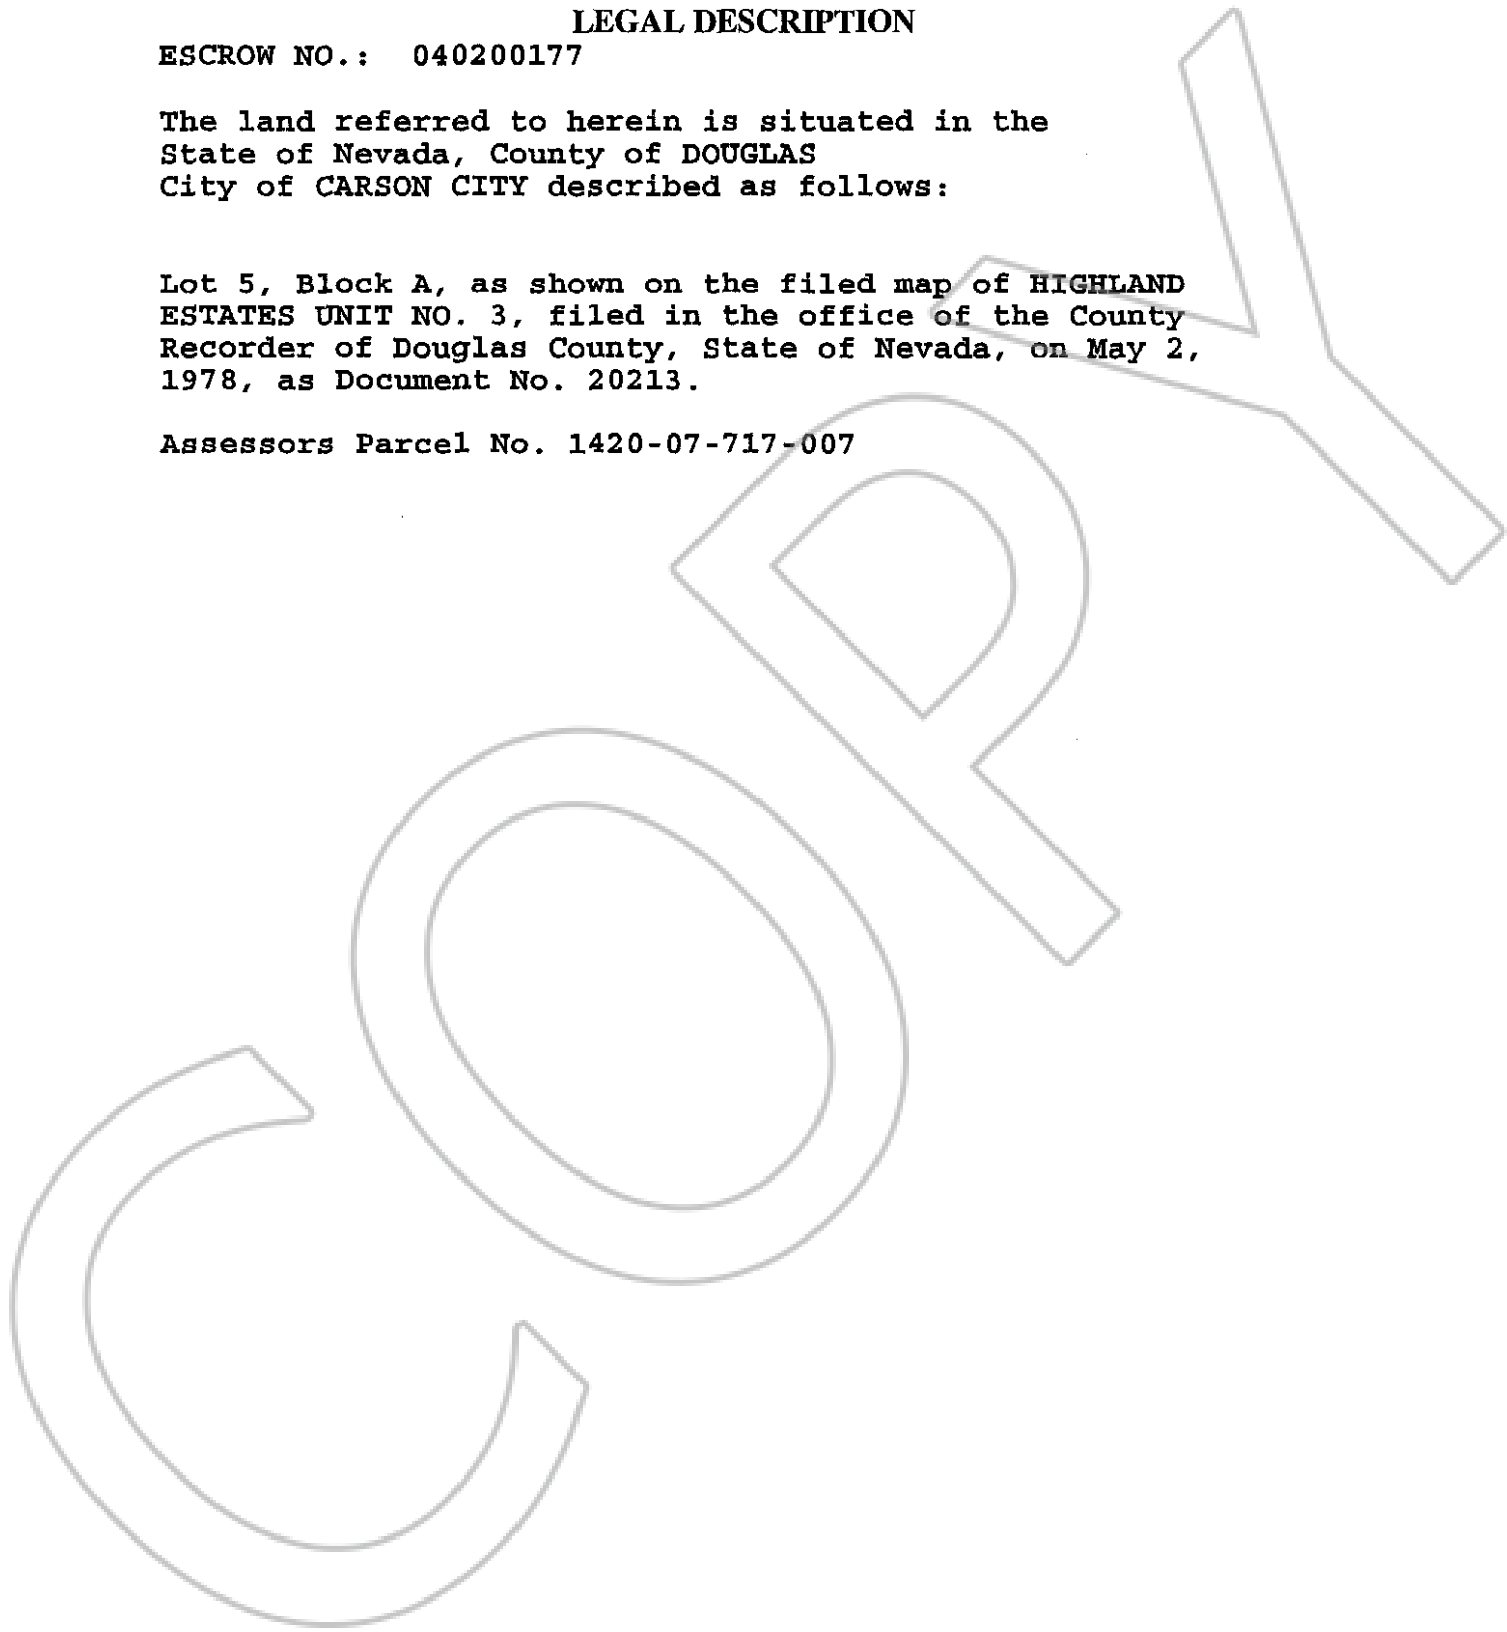 LEGAL DESCRIPTION
ESCROW NO.: 040200177
The land referred to herein is situated in the
State of Nevada, County of DOUGLAS
City of CARSON CITY described as follows:
Lot 5, Block A, as shown on the filed map of HIGHLAND
ESTATES UNIT NO. 3, filed in the office of the County
Recorder of Douglas County, State of Nevada, on May 2,
1978, as Document No. 20213.
Assessors Parcel No. 1420-07-717-007
COPY